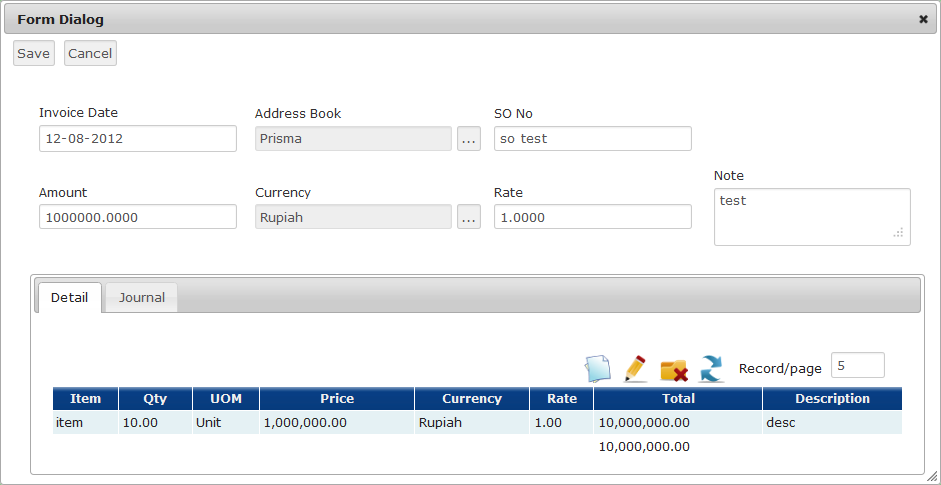 Form Dialog
Save Cancel
Invoice Date Address Book SO No
12-08-2012 Prisma ... so test
Amount Currency Rate Note
1000000.0000 Rupiah ... 1.0000 test
Detail Journal
Record/page 5
Item Qty UOM Price Currency Rate Total Description
item 10.00 Unit 1,000,000.00 Rupiah 1.00 10,000,000.00 desc
10,000,000.00